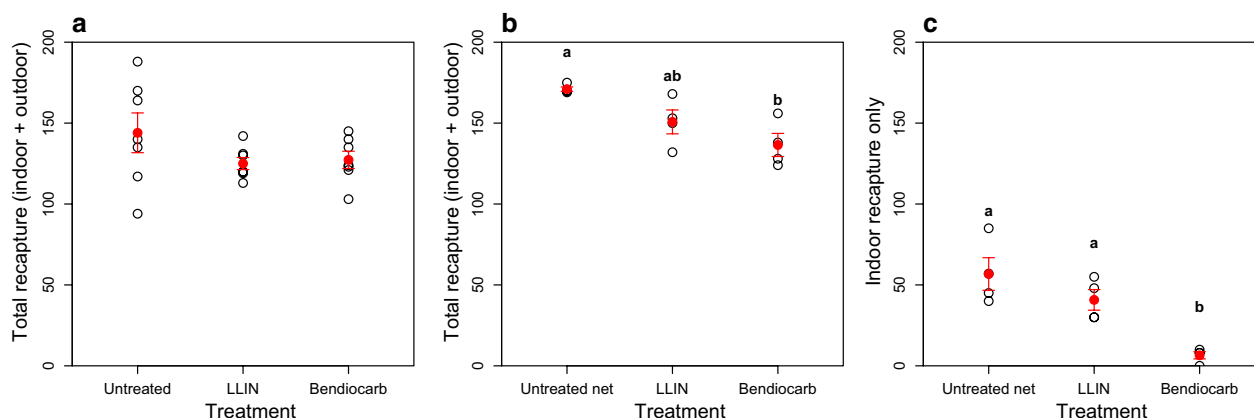 a
Total recapture (indoor + outdoor)
200
150
100
50
0
Untreated LLIN Bendiocarb
Treatment
b
Total recapture (indoor + outdoor)
200
150
100
50
0
a
ab
b
Untreated net LLIN Bendiocarb
Treatment
c
Indoor recapture only
200
150
100
50
0
a
a
b
Untreated net LLIN Bendiocarb
Treatment